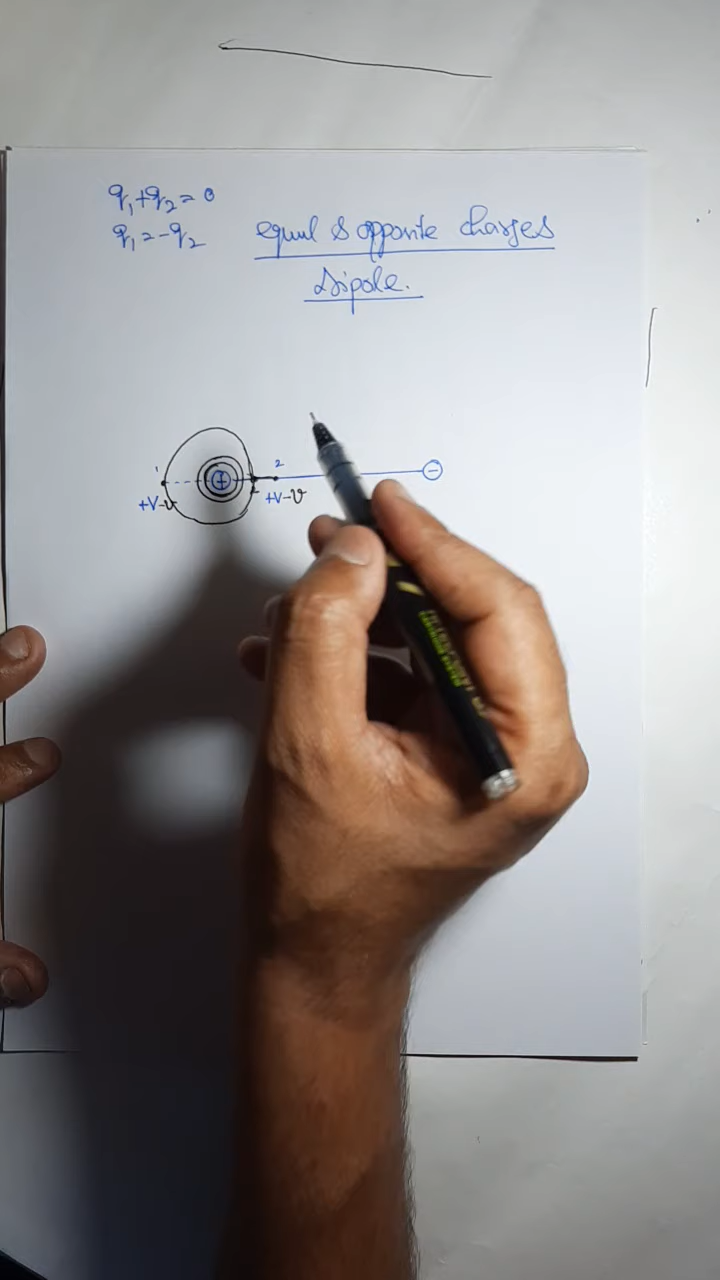 q₁+q₂=0
q₁=-q₂
equal & opposite charges
Dipole.
1
2
+
−
+V-v
+V-v